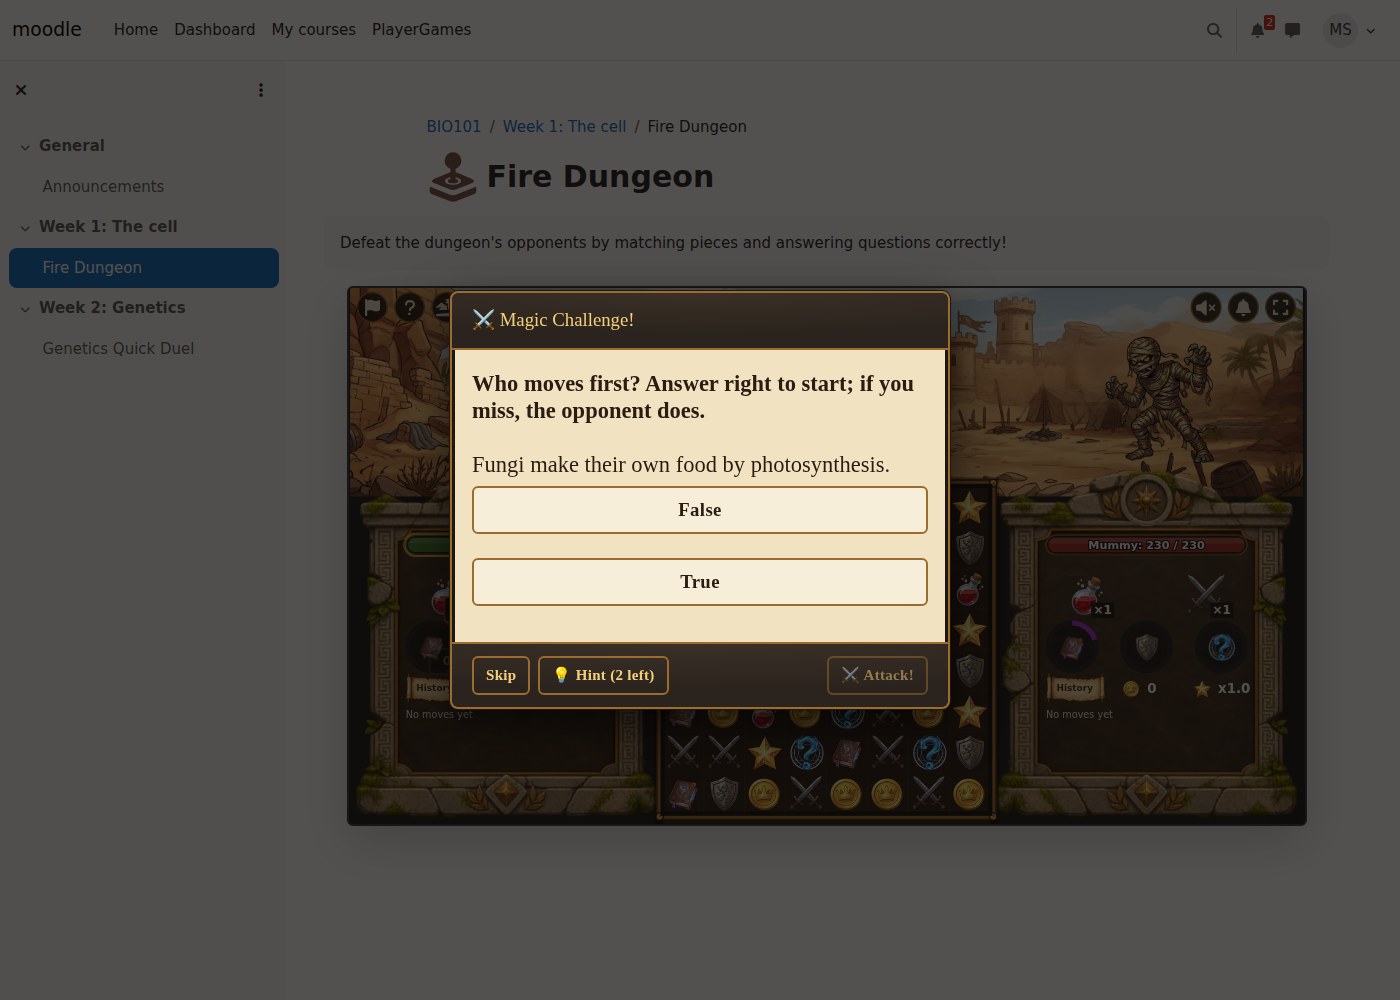 moodle
Home Dashboard My courses PlayerGames
2
MS
General
Announcements
Week 1: The cell
Fire Dungeon
Week 2: Genetics
Genetics Quick Duel
BIO101 / Week 1: The cell / Fire Dungeon
Fire Dungeon
Defeat the dungeon's opponents by matching pieces and answering questions correctly!
?
⚔️ Magic Challenge!
Who moves first? Answer right to start; if you
miss, the opponent does.
Fungi make their own food by photosynthesis.
False
True
Skip
💡 Hint (2 left)
⚔️ Attack!
History
No moves yet
Mummy: 230 / 230
×1
×1
History
0
x1.0
No moves yet